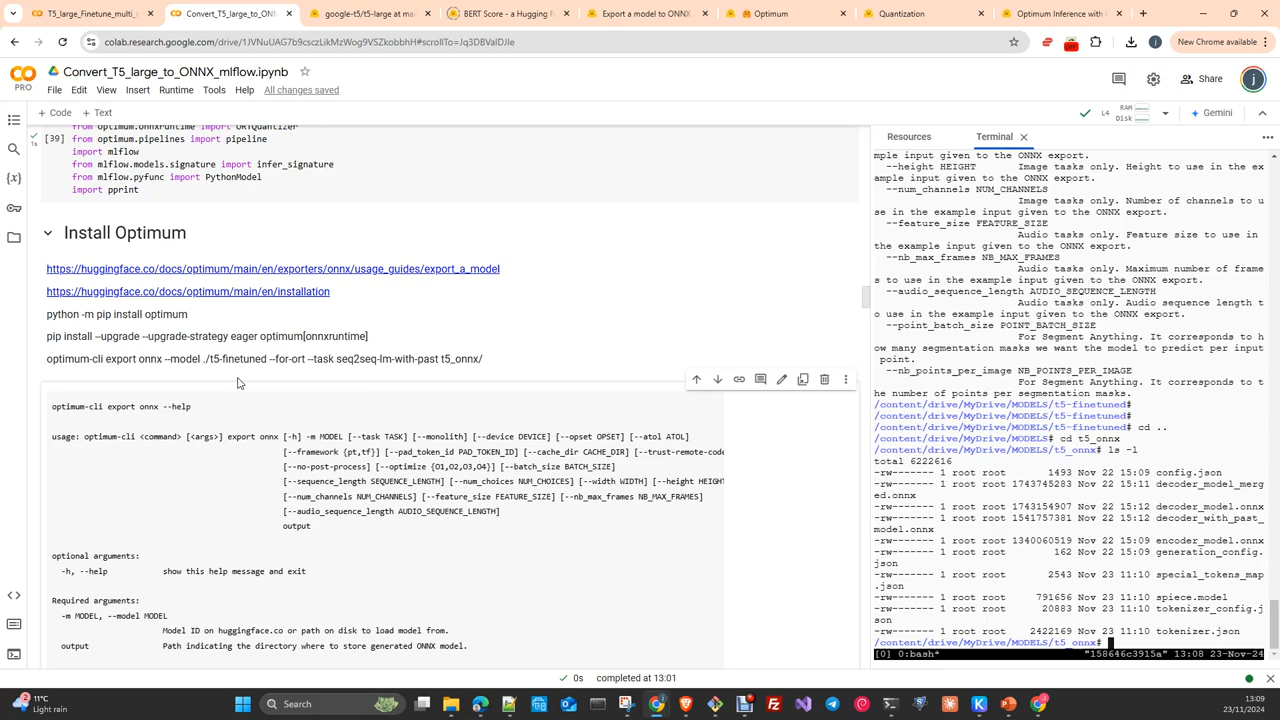 T5_large_Finetune_multi_g
Convert_T5_large_to_ONN
google-t5/t5-large at main
BERT Score - a Hugging F
Export a model to ONNX
Optimum
Quantization
Optimum Inference with O
colab.research.google.com/drive/1JVNuUAG7b9csczLikMzWog9VSZkobbhH#scrollTo=Jq3DBValDJIe
New Chrome available
Convert_T5_large_to_ONNX_mlflow.ipynb
PRO
File Edit View Insert Runtime Tools Help All changes saved
Share
+ Code + Text
L4 RAM Disk
Gemini
from optimum.onnxruntime import ORTQuantizer
[39] from optimum.pipelines import pipeline
1s
import mlflow
from mlflow.models.signature import infer_signature
from mlflow.pyfunc import PythonModel
import pprint
Install Optimum
https://huggingface.co/docs/optimum/main/en/exporters/onnx/usage_guides/export_a_model
https://huggingface.co/docs/optimum/main/en/installation
python -m pip install optimum
pip install --upgrade --upgrade-strategy eager optimum[onnxruntime]
optimum-cli export onnx --model ./t5-finetuned --for-ort --task seq2seq-lm-with-past t5_onnx/
optimum-cli export onnx --help
usage: optimum-cli <command> [<args>] export onnx [-h] -m MODEL [--task TASK] [--monolith] [--device DEVICE] [--opset OPSET] [--atol ATOL]
[--framework {pt,tf}] [--pad_token_id PAD_TOKEN_ID] [--cache_dir CACHE_DIR] [--trust-remote-code
[--no-post-process] [--optimize {O1,O2,O3,O4}] [--batch_size BATCH_SIZE]
[--sequence_length SEQUENCE_LENGTH] [--num_choices NUM_CHOICES] [--width WIDTH] [--height HEIGHT
[--num_channels NUM_CHANNELS] [--feature_size FEATURE_SIZE] [--nb_max_frames NB_MAX_FRAMES]
[--audio_sequence_length AUDIO_SEQUENCE_LENGTH]
output
optional arguments:
-h, --help show this help message and exit
Required arguments:
-m MODEL, --model MODEL
Model ID on huggingface.co or path on disk to load model from.
output Path indicating the directory where to store generated ONNX model.
Resources Terminal
mple input given to the ONNX export.
--height HEIGHT Image tasks only. Height to use in the ex
ample input given to the ONNX export.
--num_channels NUM_CHANNELS
Image tasks only. Number of channels to u
se in the example input given to the ONNX export.
--feature_size FEATURE_SIZE
Audio tasks only. Feature size to use in
the example input given to the ONNX export.
--nb_max_frames NB_MAX_FRAMES
Audio tasks only. Maximum number of frame
s to use in the example input given to the ONNX export.
--audio_sequence_length AUDIO_SEQUENCE_LENGTH
Audio tasks only. Audio sequence length t
o use in the example input given to the ONNX export.
--point_batch_size POINT_BATCH_SIZE
For Segment Anything. It corresponds to h
ow many segmentation masks we want the model to predict per input
point.
--nb_points_per_image NB_POINTS_PER_IMAGE
For Segment Anything. It corresponds to t
he number of points per segmentation masks.
/content/drive/MyDrive/MODELS/t5-finetuned#
/content/drive/MyDrive/MODELS/t5-finetuned#
/content/drive/MyDrive/MODELS/t5-finetuned# cd ..
/content/drive/MyDrive/MODELS# cd t5_onnx
/content/drive/MyDrive/MODELS/t5_onnx# ls -l
total 6222616
-rw------- 1 root root 1493 Nov 22 15:09 config.json
-rw------- 1 root root 1743745283 Nov 22 15:11 decoder_model_merg
ed.onnx
-rw------- 1 root root 1743154907 Nov 22 15:12 decoder_model.onnx
-rw------- 1 root root 1541757381 Nov 22 15:12 decoder_with_past_
model.onnx
-rw------- 1 root root 1340060519 Nov 22 15:09 encoder_model.onnx
-rw------- 1 root root 162 Nov 22 15:09 generation_config.
json
-rw------- 1 root root 2543 Nov 23 11:10 special_tokens_map
.json
-rw------- 1 root root 791656 Nov 23 11:10 spiece.model
-rw------- 1 root root 20883 Nov 23 11:10 tokenizer_config.j
son
-rw------- 1 root root 2422169 Nov 23 11:10 tokenizer.json
/content/drive/MyDrive/MODELS/t5_onnx#
[0] 0:bash* "158646c3915a" 13:08 23-Nov-24
0s completed at 13:01
11°C
Light rain
Search
13:09
23/11/2024